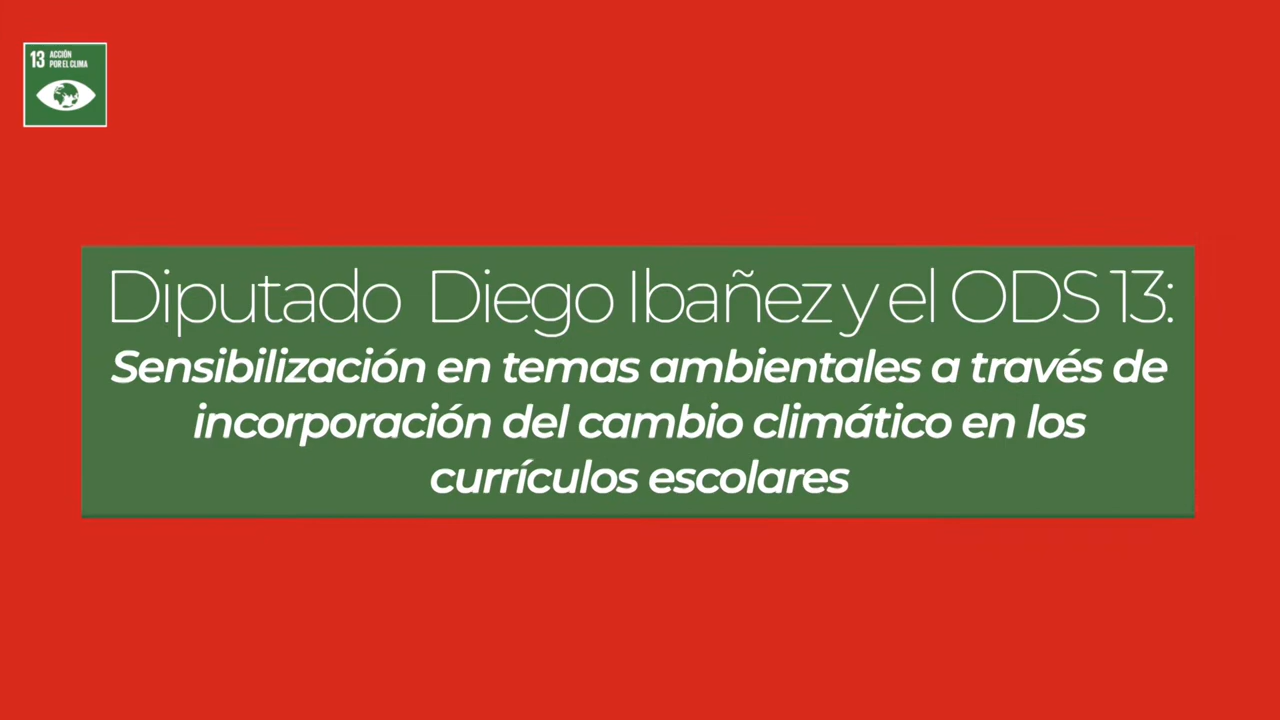 13 ACCIÓN
POR EL CLIMA
Diputado Diego Ibañez y el ODS 13:
Sensibilización en temas ambientales a través de
incorporación del cambio climático en los
currículos escolares